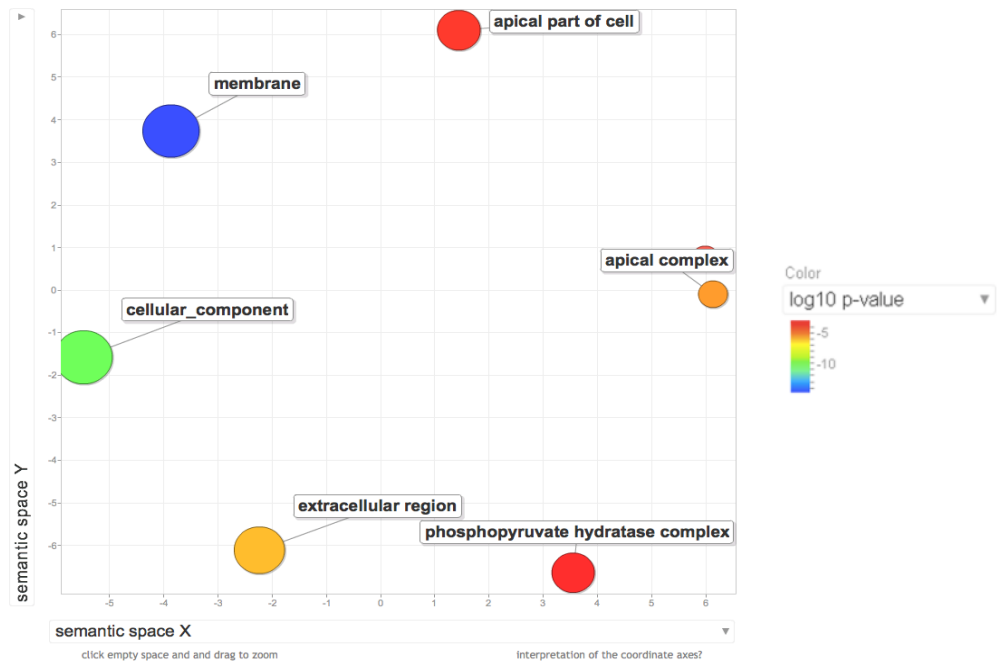 ▶
apical part of cell
6
5
membrane
4
3
2
1
apical complex
Color
0
log10 p-value ▼
cellular_component
-1
-5
-2
-10
-3
-4
semantic space Y
-5
extracellular region
phosphopyruvate hydratase complex
-6
-5 -4 -3 -2 -1 0 1 2 3 4 5 6
semantic space X ▼
click empty space and and drag to zoom
Interpretation of the coordinate axes?